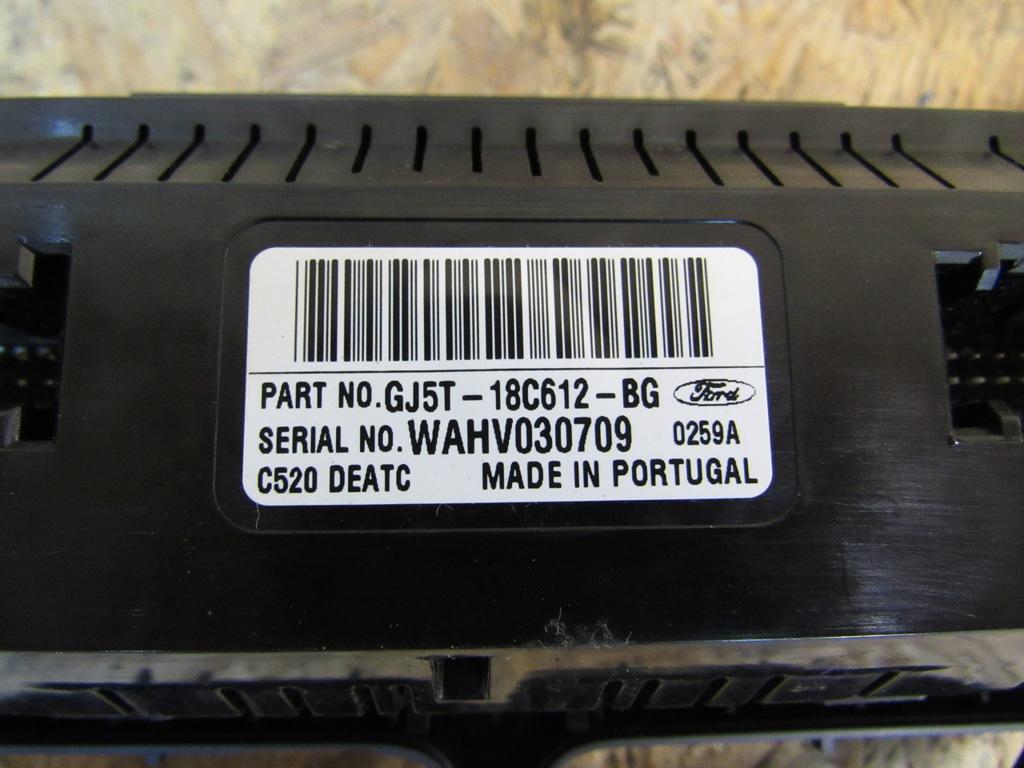 PART NO. GJ5T-18C612-BG Ford
SERIAL NO. WAHV030709 0259A
C520 DEATC MADE IN PORTUGAL